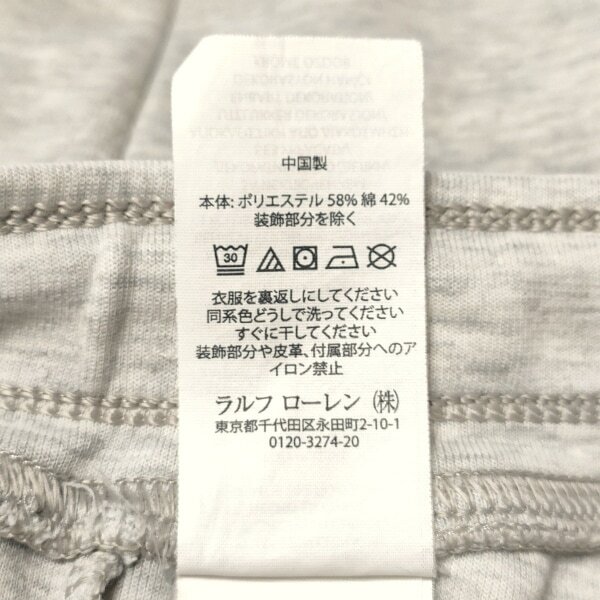 中国製
本体: ポリエステル 58% 綿 42%
装飾部分を除く
30
衣服を裏返しにしてください
同系色どうしで洗ってください
すぐに干してください
装飾部分や皮革、付属部分へのア
イロン禁止
ラルフ ローレン ㈱
東京都千代田区永田町2-10-1
0120-3274-20